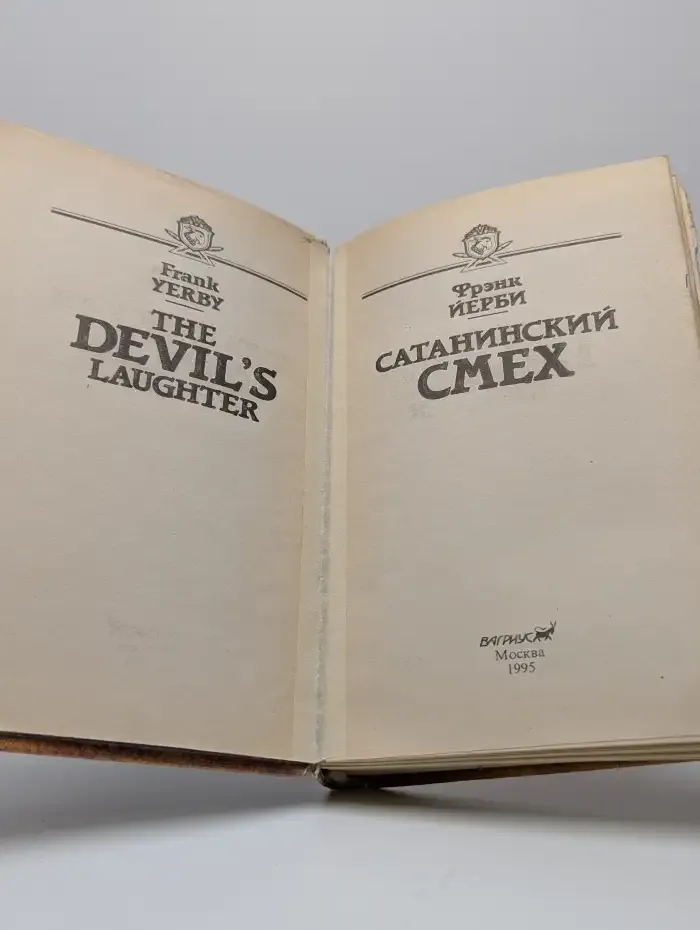 Frank
YERBY
THE
DEVIL'S
LAUGHTER
Фрэнк
ЙЕРБИ
САТАНИНСКИЙ
СМЕХ
ВАГРИУС
Москва
1995